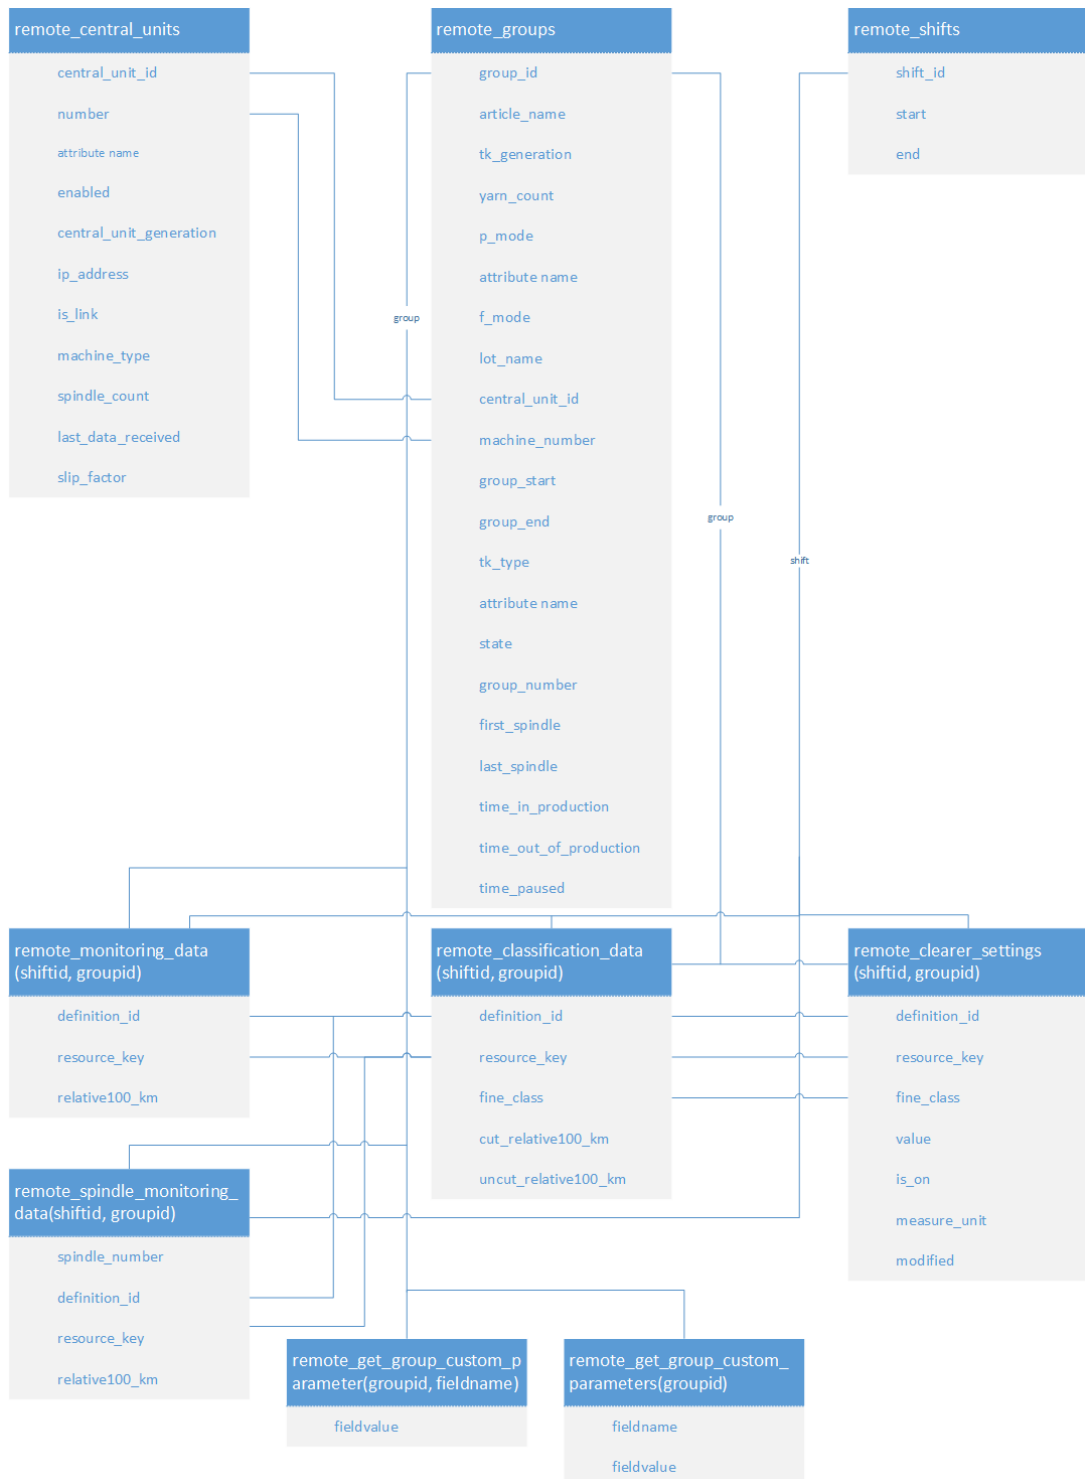 remote_central_units
central_unit_id
number
attribute name
enabled
central_unit_generation
ip_address
is_link
machine_type
spindle_count
last_data_received
slip_factor
remote_groups
group_id
article_name
tk_generation
yarn_count
p_mode
attribute name
f_mode
lot_name
central_unit_id
machine_number
group_start
group_end
tk_type
attribute name
state
group_number
first_spindle
last_spindle
time_in_production
time_out_of_production
time_paused
remote_shifts
shift_id
start
end
group
group
shift
remote_monitoring_data
(shiftid, groupid)
definition_id
resource_key
relative100_km
remote_classification_data
(shiftid, groupid)
definition_id
resource_key
fine_class
cut_relative100_km
uncut_relative100_km
remote_clearer_settings
(shiftid, groupid)
definition_id
resource_key
fine_class
value
is_on
measure_unit
modified
remote_spindle_monitoring_
data(shiftid, groupid)
spindle_number
definition_id
resource_key
relative100_km
remote_get_group_custom_p
arameter(groupid, fieldname)
fieldvalue
remote_get_group_custom_
parameters(groupid)
fieldname
fieldvalue